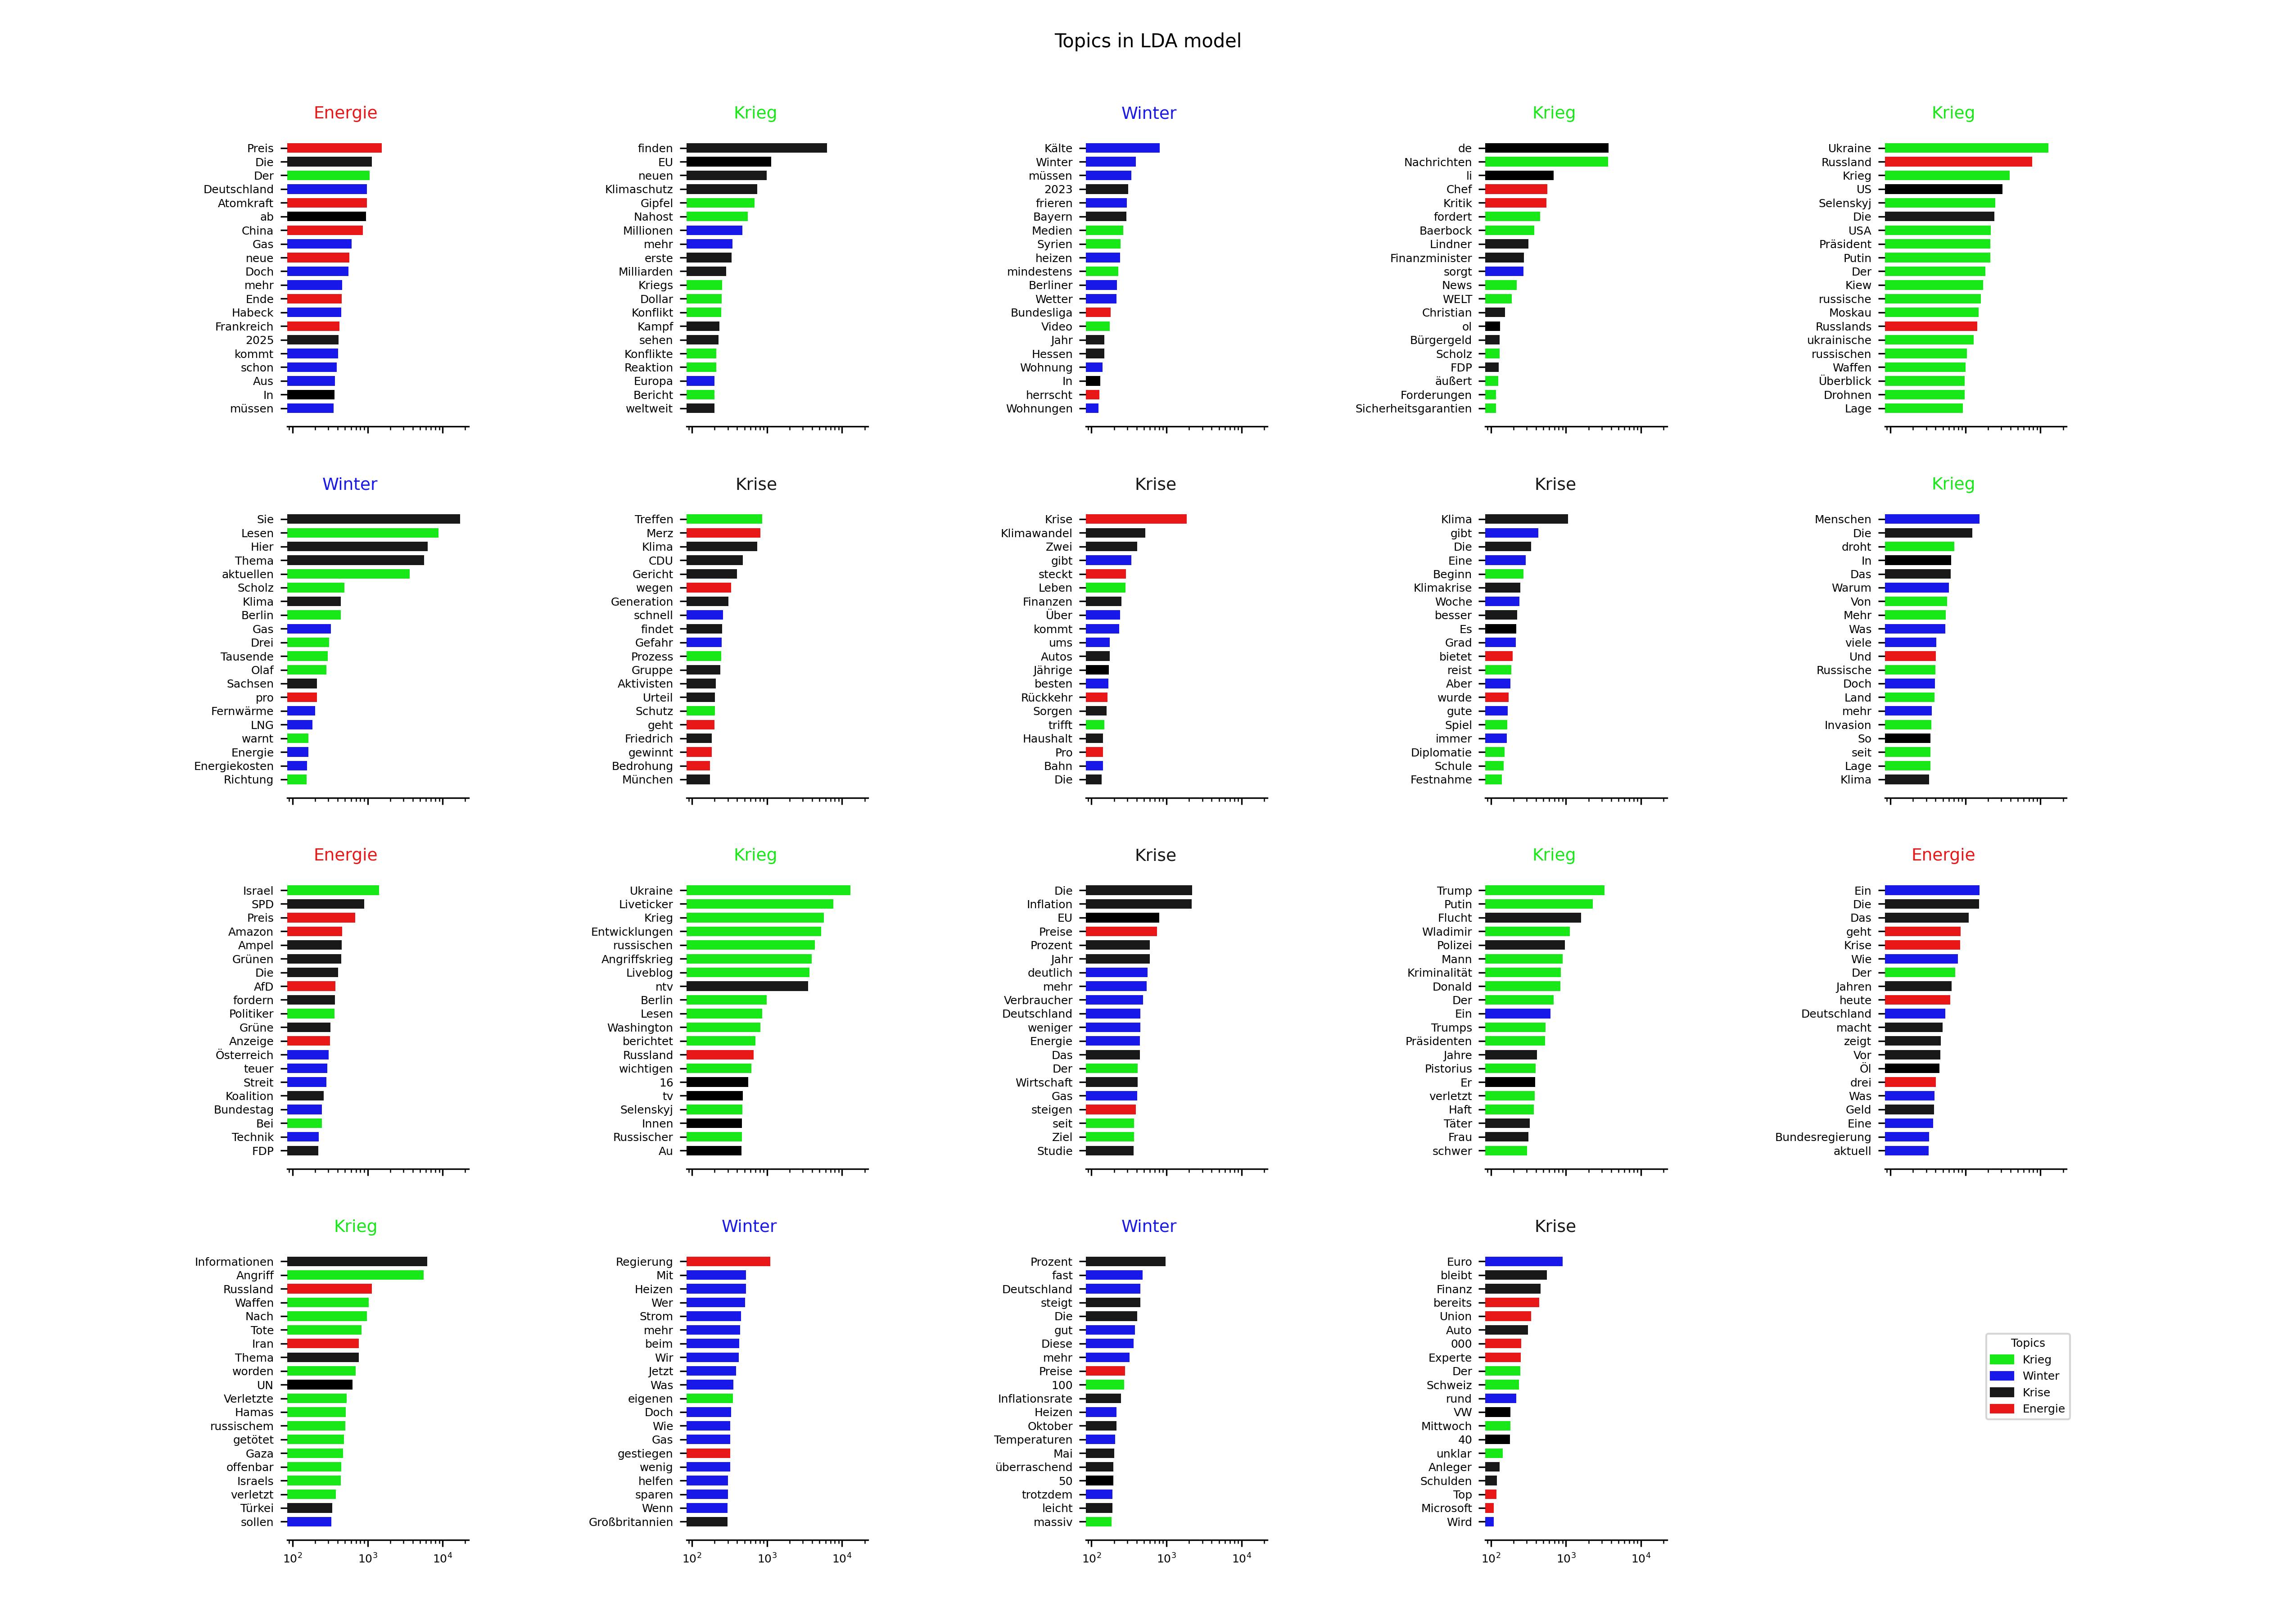 Topics in LDA model
Energie
Preis
Die
Der
Deutschland
Atomkraft
ab
China
Gas
neue
Doch
mehr
Ende
Habeck
Frankreich
2025
kommt
schon
Aus
In
müssen
Krieg
finden
EU
neuen
Klimaschutz
Gipfel
Nahost
Millionen
mehr
erste
Milliarden
Kriegs
Dollar
Konflikt
Kampf
sehen
Konflikte
Reaktion
Europa
Bericht
weltweit
Winter
Kälte
Winter
müssen
2023
frieren
Bayern
Medien
Syrien
heizen
mindestens
Berliner
Wetter
Bundesliga
Video
Jahr
Hessen
Wohnung
In
herrscht
Wohnungen
Krieg
de
Nachrichten
li
Chef
Kritik
fordert
Baerbock
Lindner
Finanzminister
sorgt
News
WELT
Christian
ol
Bürgergeld
Scholz
FDP
äußert
Forderungen
Sicherheitsgarantien
Krieg
Ukraine
Russland
Krieg
US
Selenskyj
Die
USA
Präsident
Putin
Der
Kiew
russische
Moskau
Russlands
ukrainische
russischen
Waffen
Überblick
Drohnen
Lage
Winter
Sie
Lesen
Hier
Thema
aktuellen
Scholz
Klima
Berlin
Gas
Drei
Tausende
Olaf
Sachsen
pro
Fernwärme
LNG
warnt
Energie
Energiekosten
Richtung
Krise
Treffen
Merz
Klima
CDU
Gericht
wegen
Generation
schnell
findet
Gefahr
Prozess
Gruppe
Aktivisten
Urteil
Schutz
geht
Friedrich
gewinnt
Bedrohung
München
Krise
Krise
Klimawandel
Zwei
gibt
steckt
Leben
Finanzen
Über
kommt
ums
Autos
Jährige
besten
Rückkehr
Sorgen
trifft
Haushalt
Pro
Bahn
Die
Krise
Klima
gibt
Die
Eine
Beginn
Klimakrise
Woche
besser
Es
Grad
bietet
reist
Aber
wurde
gute
Spiel
immer
Diplomatie
Schule
Festnahme
Krieg
Menschen
Die
droht
In
Das
Warum
Von
Mehr
Was
viele
Und
Russische
Doch
Land
mehr
Invasion
So
seit
Lage
Klima
Energie
Israel
SPD
Preis
Amazon
Ampel
Grünen
Die
AfD
fordern
Politiker
Grüne
Anzeige
Österreich
teuer
Streit
Koalition
Bundestag
Bei
Technik
FDP
Krieg
Ukraine
Liveticker
Krieg
Entwicklungen
russischen
Angriffskrieg
Liveblog
ntv
Berlin
Lesen
Washington
berichtet
Russland
wichtigen
16
tv
Selenskyj
Innen
Russischer
Au
Krise
Die
Inflation
EU
Preise
Prozent
Jahr
deutlich
mehr
Verbraucher
Deutschland
weniger
Energie
Das
Der
Wirtschaft
Gas
steigen
seit
Ziel
Studie
Krieg
Trump
Putin
Flucht
Wladimir
Polizei
Mann
Kriminalität
Donald
Der
Ein
Trumps
Präsidenten
Jahre
Pistorius
Er
verletzt
Haft
Täter
Frau
schwer
Energie
Ein
Die
Das
geht
Krise
Wie
Der
Jahren
heute
Deutschland
macht
zeigt
Vor
Öl
drei
Was
Geld
Eine
Bundesregierung
aktuell
Krieg
Informationen
Angriff
Russland
Waffen
Nach
Tote
Iran
Thema
worden
UN
Verletzte
Hamas
russischem
getötet
Gaza
offenbar
Israels
verletzt
Türkei
sollen
10² 10³ 10⁴
Winter
Regierung
Mit
Heizen
Wer
Strom
mehr
beim
Wir
Jetzt
Was
eigenen
Doch
Wie
Gas
gestiegen
wenig
helfen
sparen
Wenn
Großbritannien
10² 10³ 10⁴
Winter
Prozent
fast
Deutschland
steigt
Die
gut
Diese
mehr
Preise
100
Inflationsrate
Heizen
Oktober
Temperaturen
Mai
überraschend
50
trotzdem
leicht
massiv
10² 10³ 10⁴
Krise
Euro
bleibt
Finanz
bereits
Union
Auto
000
Experte
Der
Schweiz
rund
VW
Mittwoch
40
unklar
Anleger
Schulden
Top
Microsoft
Wird
10² 10³ 10⁴
Topics
Krieg
Winter
Krise
Energie